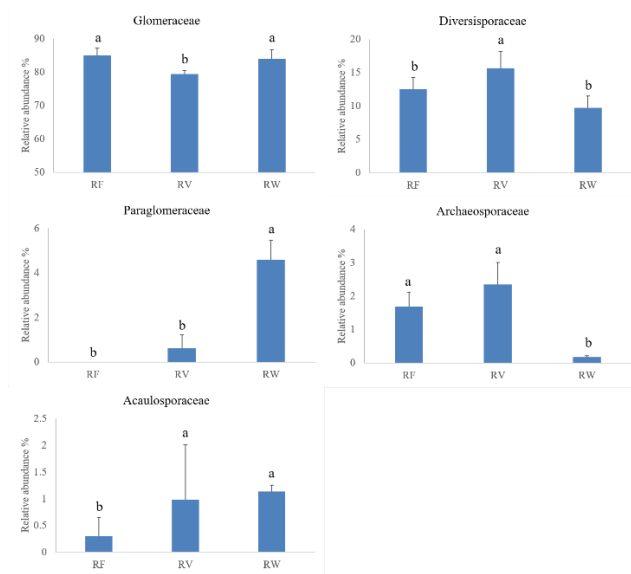 Glomeraceae
Relative abundance %
90
80
70
60
50
a
b
a
RF
RV
RW
Diversisporaceae
Relative abundance %
20
15
10
5
0
b
a
b
RF
RV
RW
Paraglomeraceae
Relative abundance %
6
4
2
0
b
b
a
RF
RV
RW
Archaeosporaceae
Relative abundance %
4
3
2
1
0
a
a
b
RF
RV
RW
Acaulosporaceae
Relative abundance %
2.5
2
1.5
1
0.5
0
b
a
a
RF
RV
RW